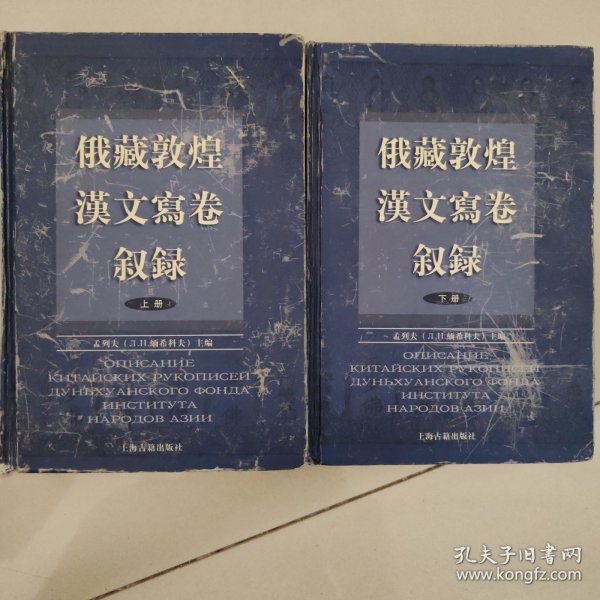 俄藏敦煌
漢文寫卷
叙録
上册
孟列夫（Л.Н.缅希科夫）主编
ОПИСАНИЕ
КИТАЙСКИХ РУКОПИСЕЙ
ДУНЬХУАНСКОГО ФОНДА
ИНСТИТУТА
НАРОДОВ АЗИИ
上海古籍出版社
俄藏敦煌
漢文寫卷
叙録
下册
孟列夫（Л.Н.缅希科夫）主编
ОПИСАНИЕ
КИТАЙСКИХ РУКОПИСЕЙ
ДУНЬХУАНСКОГО ФОНДА
ИНСТИТУТА
НАРОДОВ АЗИИ
上海古籍出版社
孔夫子旧书网
www.kongfz.com